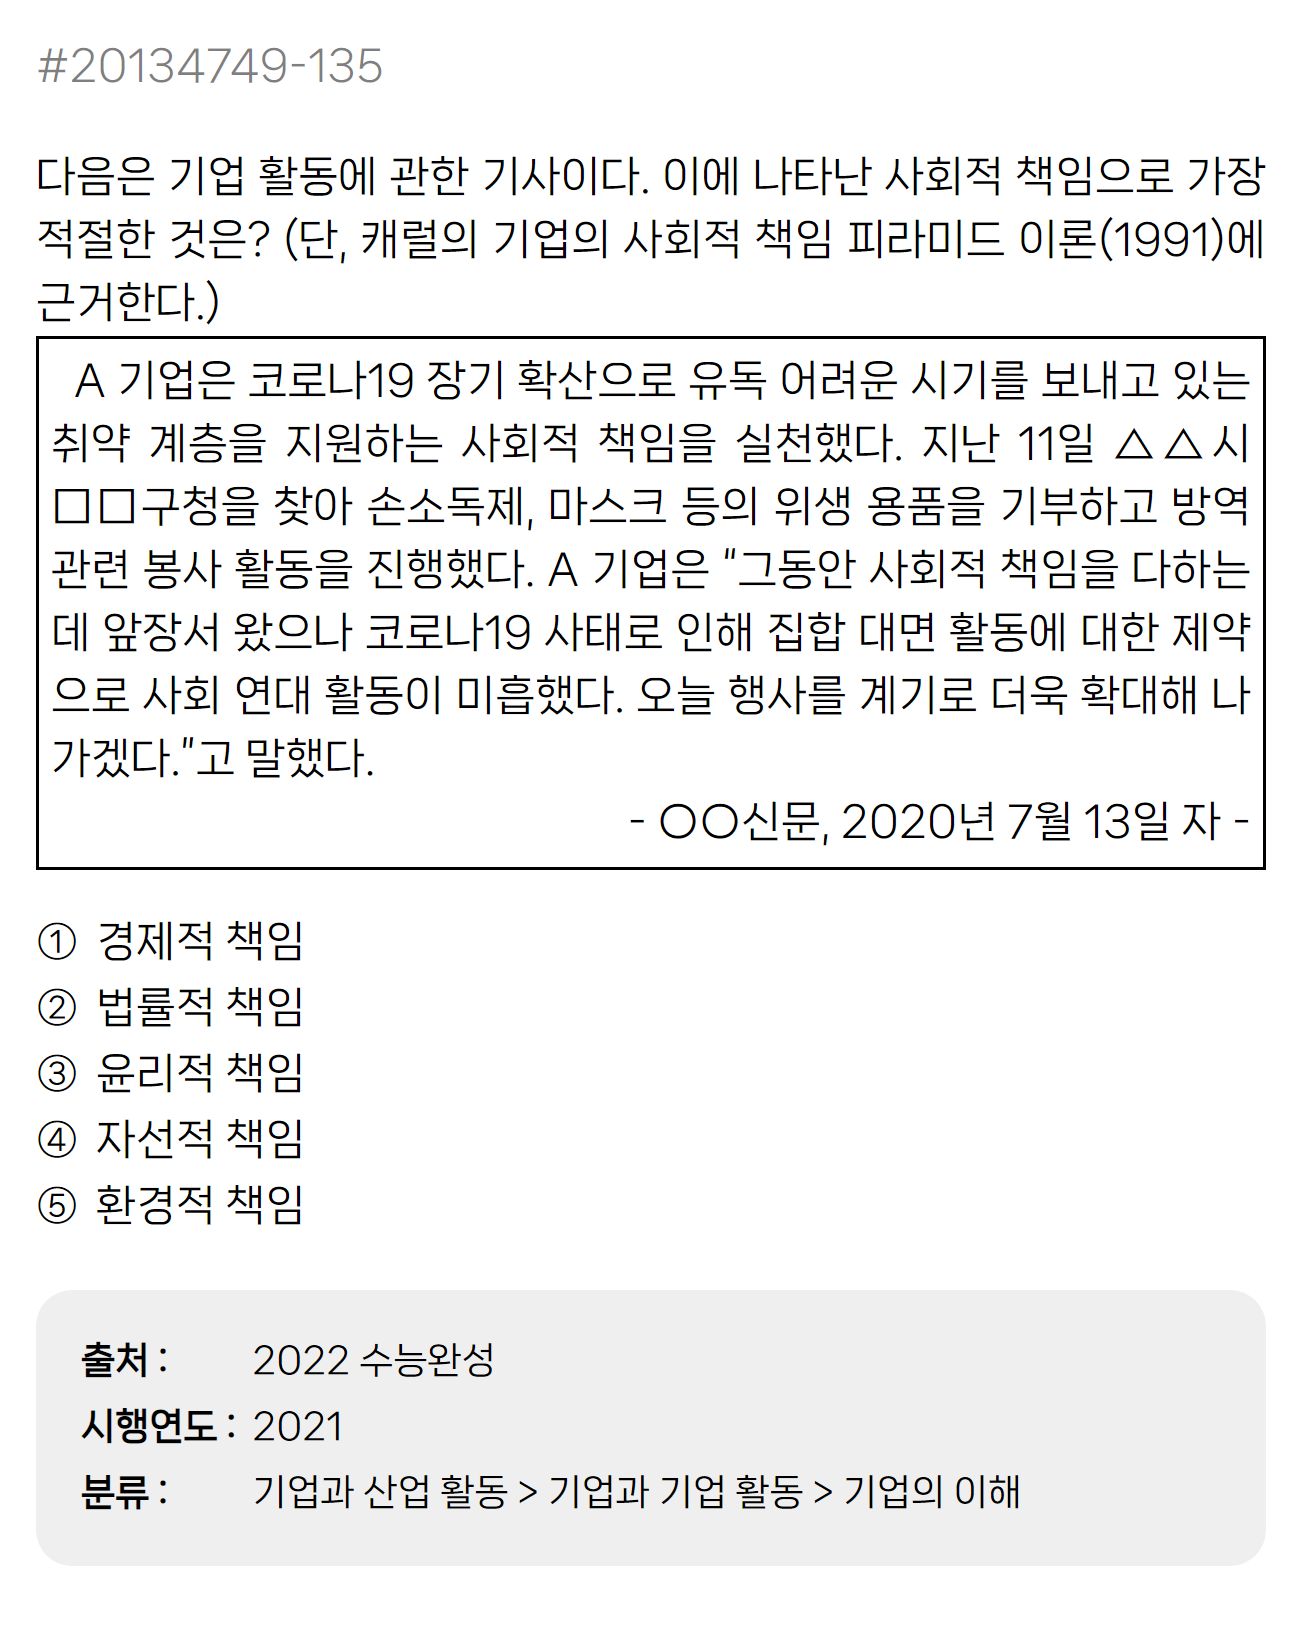 #20134749-135
다음은 기업 활동에 관한 기사이다. 이에 나타난 사회적 책임으로 가장
적절한 것은? (단, 캐럴의 기업의 사회적 책임 피라미드 이론(1991)에
근거한다.)
A 기업은 코로나19 장기 확산으로 유독 어려운 시기를 보내고 있는
취약 계층을 지원하는 사회적 책임을 실천했다. 지난 11일 △△시
□□구청을 찾아 손소독제, 마스크 등의 위생 용품을 기부하고 방역
관련 봉사 활동을 진행했다. A 기업은 "그동안 사회적 책임을 다하는
데 앞장서 왔으나 코로나19 사태로 인해 집합 대면 활동에 대한 제약
으로 사회 연대 활동이 미흡했다. 오늘 행사를 계기로 더욱 확대해 나
가겠다."고 말했다.
- ○○신문, 2020년 7월 13일 자 -
① 경제적 책임
② 법률적 책임
③ 윤리적 책임
④ 자선적 책임
⑤ 환경적 책임
출처 : 2022 수능완성
시행연도 : 2021
분류 : 기업과 산업 활동 > 기업과 기업 활동 > 기업의 이해